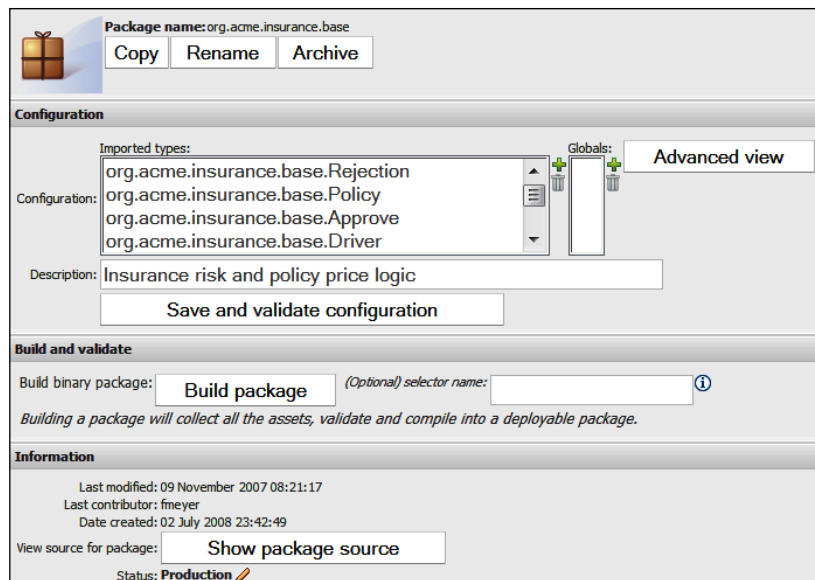 Package name:org.acme.insurance.base
Copy Rename Archive
Configuration
Imported types: Globals:
Advanced view
Configuration:
org.acme.insurance.base.Rejection
org.acme.insurance.base.Policy
org.acme.insurance.base.Approve
org.acme.insurance.base.Driver
Description: Insurance risk and policy price logic
Save and validate configuration
Build and validate
Build binary package: Build package (Optional) selector name:
Building a package will collect all the assets, validate and compile into a deployable package.
Information
Last modified: 09 November 2007 08:21:17
Last contributor: fmeyer
Date created: 02 July 2008 23:42:49
View source for package: Show package source
Status: Production